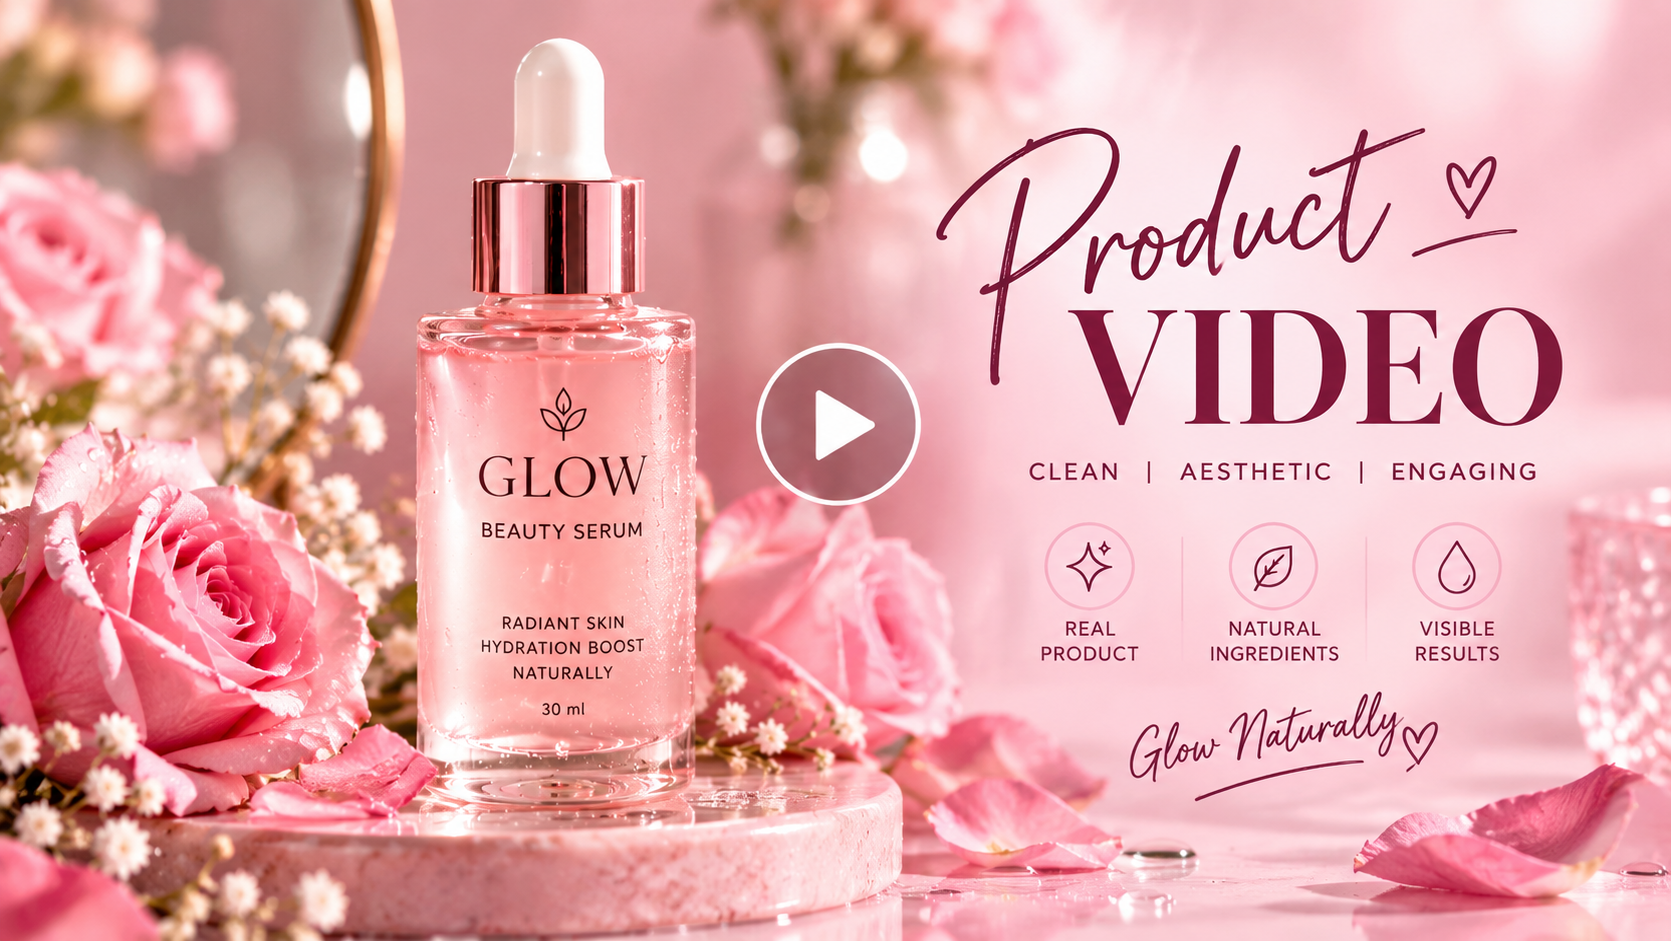 GLOW
BEAUTY SERUM
RADIANT SKIN
HYDRATION BOOST
NATURALLY
30 ml
Product
VIDEO
CLEAN | AESTHETIC | ENGAGING
REAL
PRODUCT
NATURAL
INGREDIENTS
VISIBLE
RESULTS
Glow Naturally